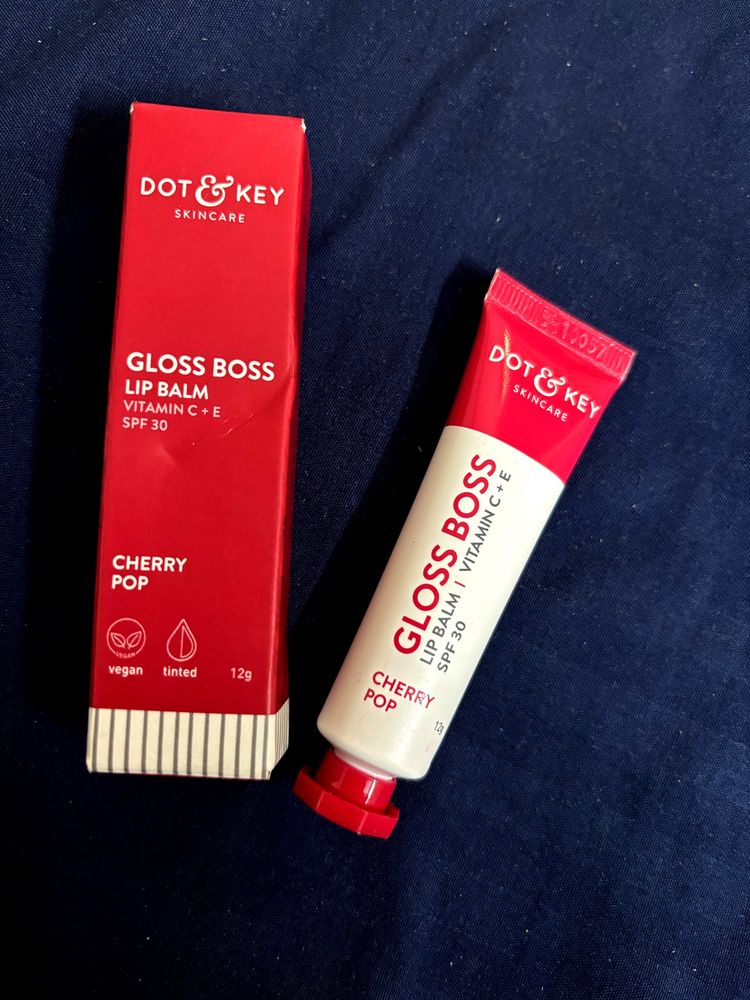 DOT & KEY
SKINCARE
GLOSS BOSS
LIP BALM
VITAMIN C + E
SPF 30
CHERRY
POP
VEGAN
vegan
tinted
12g
DOT & KEY
SKINCARE
GLOSS BOSS
LIP BALM | VITAMIN C + E
SPF 30
CHERRY
POP
12g